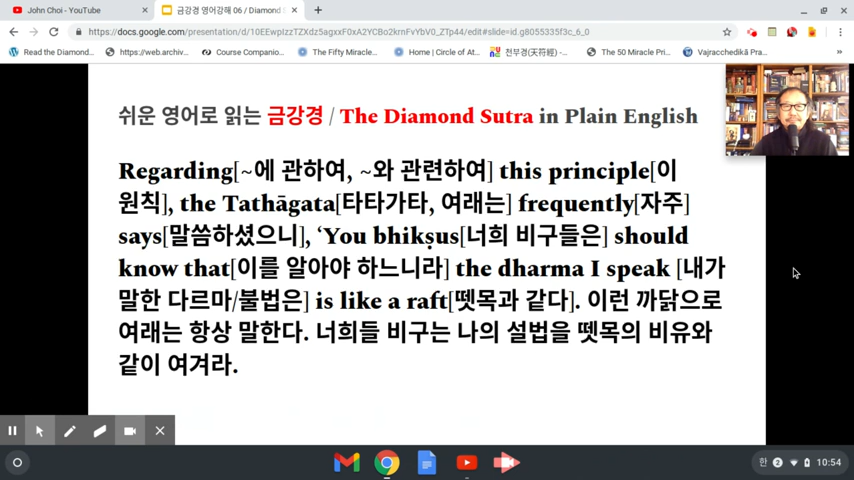 John Choi - YouTube
금강경 영어강해 06 / Diamond S
https://docs.google.com/presentation/d/10EEwpIzzTZXdz5agxxF0xA2YCBo2krnFvYbV0_ZTp44/edit#slide=id.g8055335f3c_6_0
Read the Diamond...
https://web.archiv...
Course Companio...
The Fifty Miracle...
Home | Circle of At...
천부경(天符經) -...
The 50 Miracle Pri...
Vajracchedikā Pra...
쉬운 영어로 읽는 금강경 / The Diamond Sutra in Plain English
Regarding[~에 관하여, ~와 관련하여] this principle[이
원칙], the Tathāgata[타타가타, 여래는] frequently[자주]
says[말씀하셨으니], ‘You bhikṣus[너희 비구들은] should
know that[이를 알아야 하느니라] the dharma I speak [내가
말한 다르마/불법은] is like a raft[뗏목과 같다]. 이런 까닭으로
여래는 항상 말한다. 너희들 비구는 나의 설법을 뗏목의 비유와
같이 여겨라.
한 2 10:54